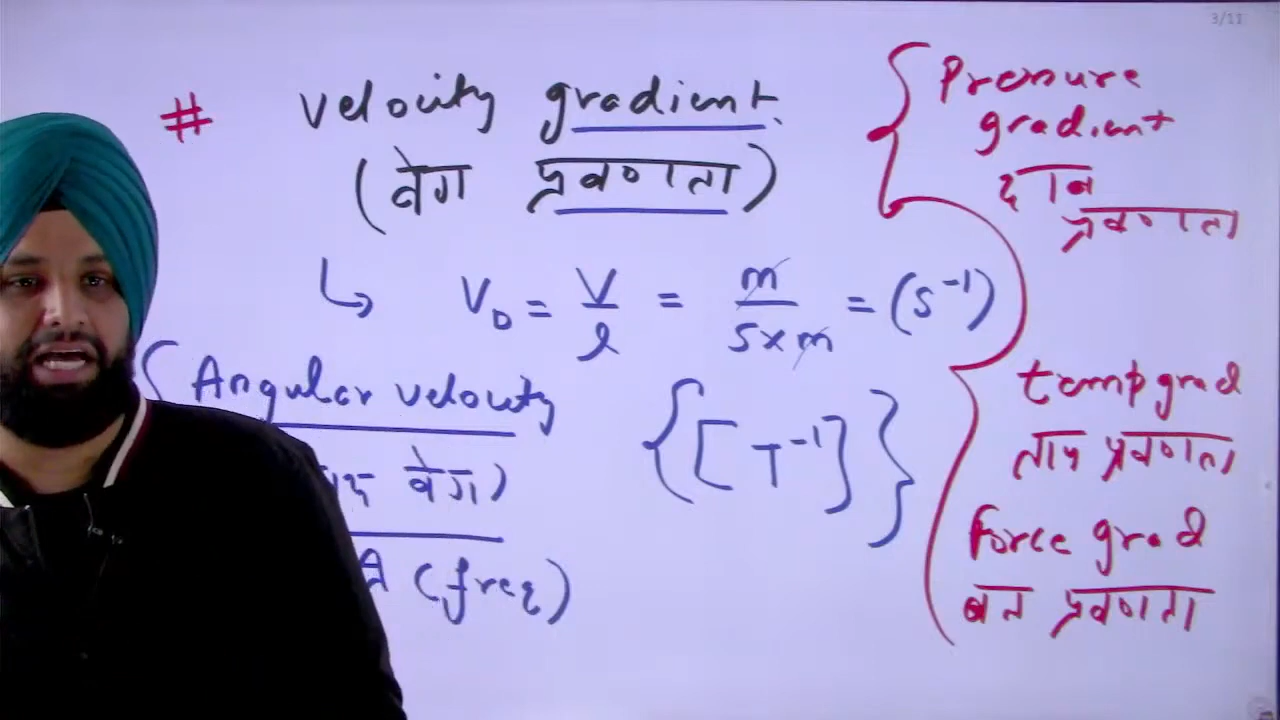 3/11
# velocity gradient
(वेग प्रवणता)
↳ V_D = V/l = m/s×m = (s⁻¹)
Angular velocity
वेग)
(freq)
{[T⁻¹]}
Pressure
gradient
दाब
प्रवणता
temp grad
ताप प्रवणता
Force grad
बल प्रवणता